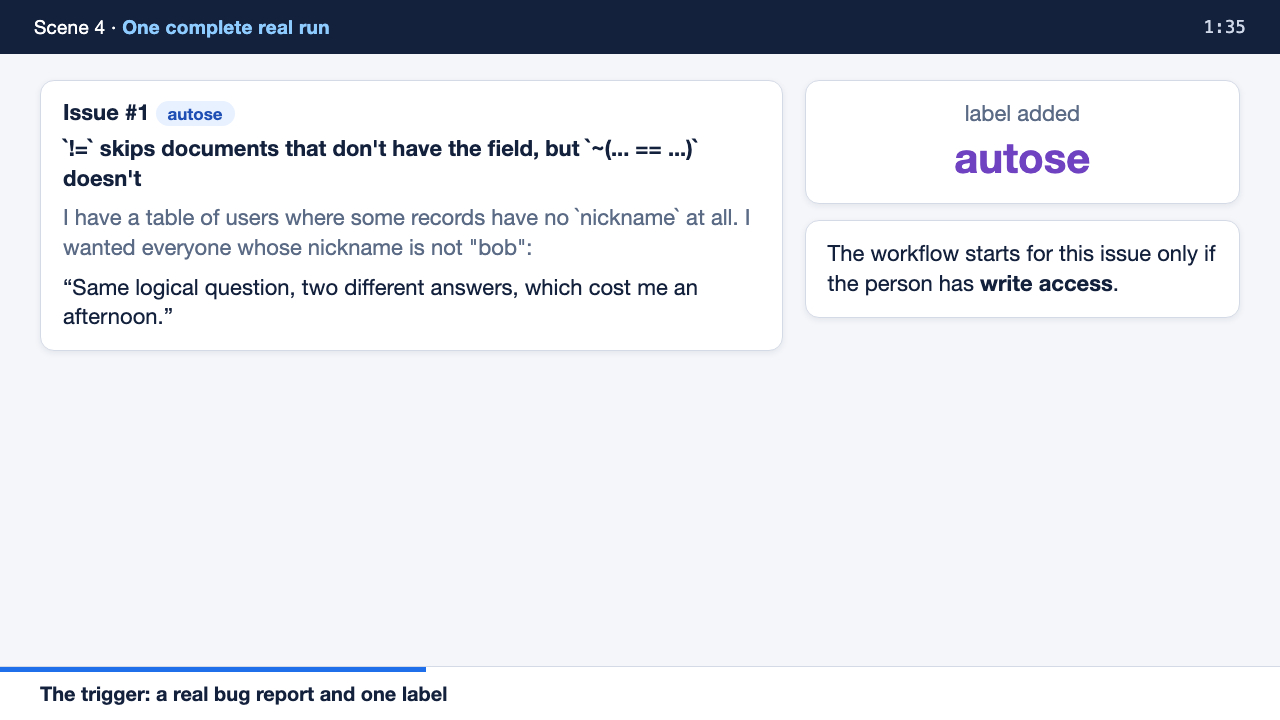 Scene 4 · One complete real run
1:35
Issue #1 autose
`!=` skips documents that don't have the field, but `~(... == ...)`
doesn't
I have a table of users where some records have no `nickname` at all. I
wanted everyone whose nickname is not "bob":
“Same logical question, two different answers, which cost me an
afternoon.”
label added
autose
The workflow starts for this issue only if
the person has write access.
The trigger: a real bug report and one label